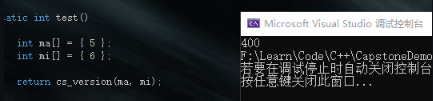 atic int test()
int ma[] = { 5 };
int mi[] = { 6 };
return cs_version(ma, mi);
Microsoft Visual Studio 调试控制台
400
F:\Learn\Code\C++\CapstoneDemo
若要在调试停止时自动关闭控制台
按任意键关闭此窗口...